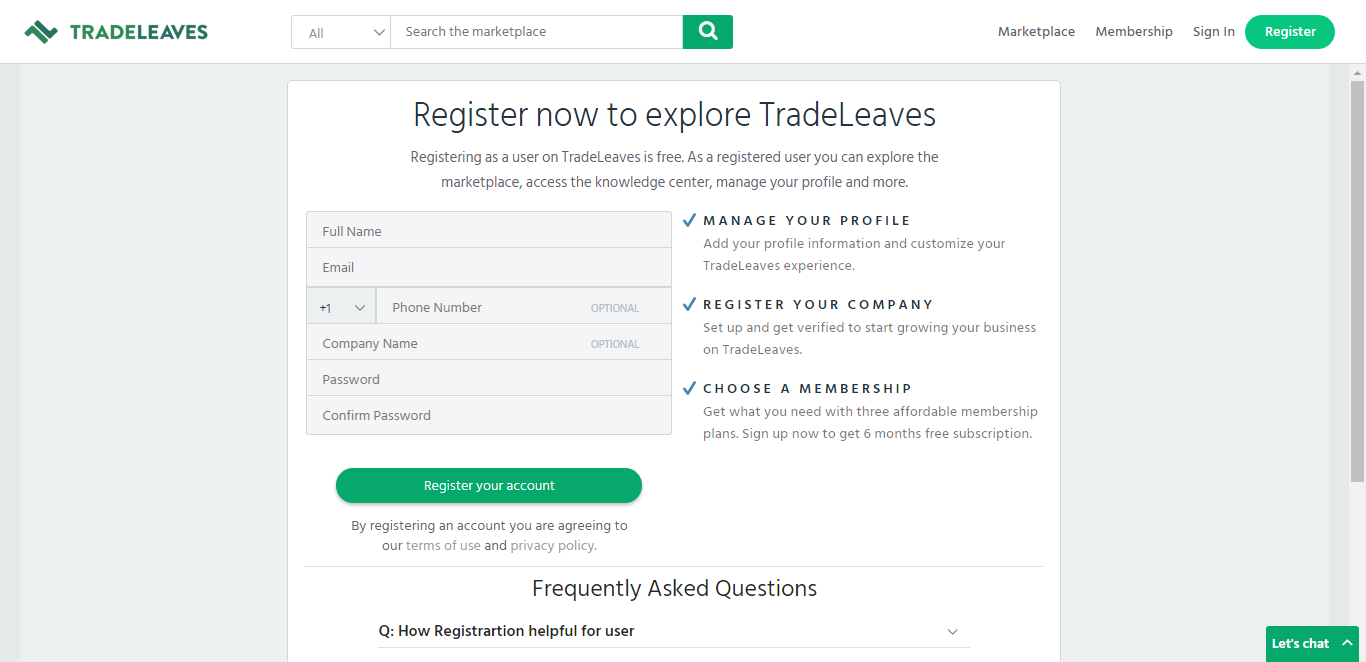 TRADELEAVES
All
Search the marketplace
Marketplace
Membership
Sign In
Register
Register now to explore TradeLeaves
Registering as a user on TradeLeaves is free. As a registered user you can explore the
marketplace, access the knowledge center, manage your profile and more.
Full Name
Email
+1
Phone Number
OPTIONAL
Company Name
OPTIONAL
Password
Confirm Password
Register your account
By registering an account you are agreeing to
our terms of use and privacy policy.
MANAGE YOUR PROFILE
Add your profile information and customize your
TradeLeaves experience.
REGISTER YOUR COMPANY
Set up and get verified to start growing your business
on TradeLeaves.
CHOOSE A MEMBERSHIP
Get what you need with three affordable membership
plans. Sign up now to get 6 months free subscription.
Frequently Asked Questions
Q: How Registrartion helpful for user
Let's chat